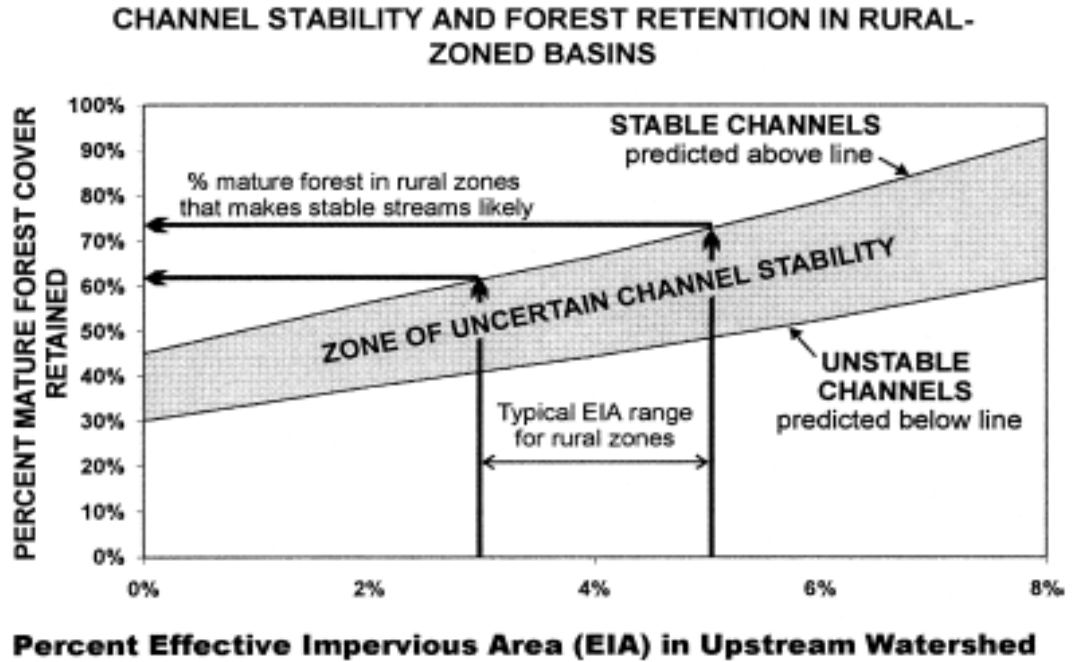 CHANNEL STABILITY AND FOREST RETENTION IN RURAL-
ZONED BASINS
PERCENT MATURE FOREST COVER
RETAINED
100%
90%
80%
70%
60%
50%
40%
30%
20%
10%
0%
STABLE CHANNELS
predicted above line
% mature forest in rural zones
that makes stable streams likely
ZONE OF UNCERTAIN CHANNEL STABILITY
UNSTABLE
CHANNELS
predicted below line
Typical EIA range
for rural zones
0%
2%
4%
6%
8%
Percent Effective Impervious Area (EIA) in Upstream Watershed